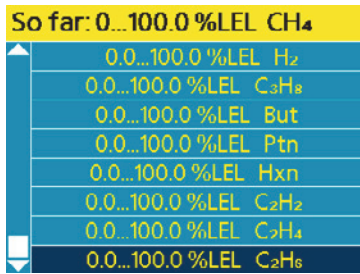 So far: 0...100.0 %LEL CH₄
0.0...100.0 %LEL H₂
0.0...100.0 %LEL C₃H₈
0.0...100.0 %LEL But
0.0...100.0 %LEL Ptn
0.0...100.0 %LEL Hxn
0.0...100.0 %LEL C₂H₂
0.0...100.0 %LEL C₂H₄
0.0...100.0 %LEL C₂H₆